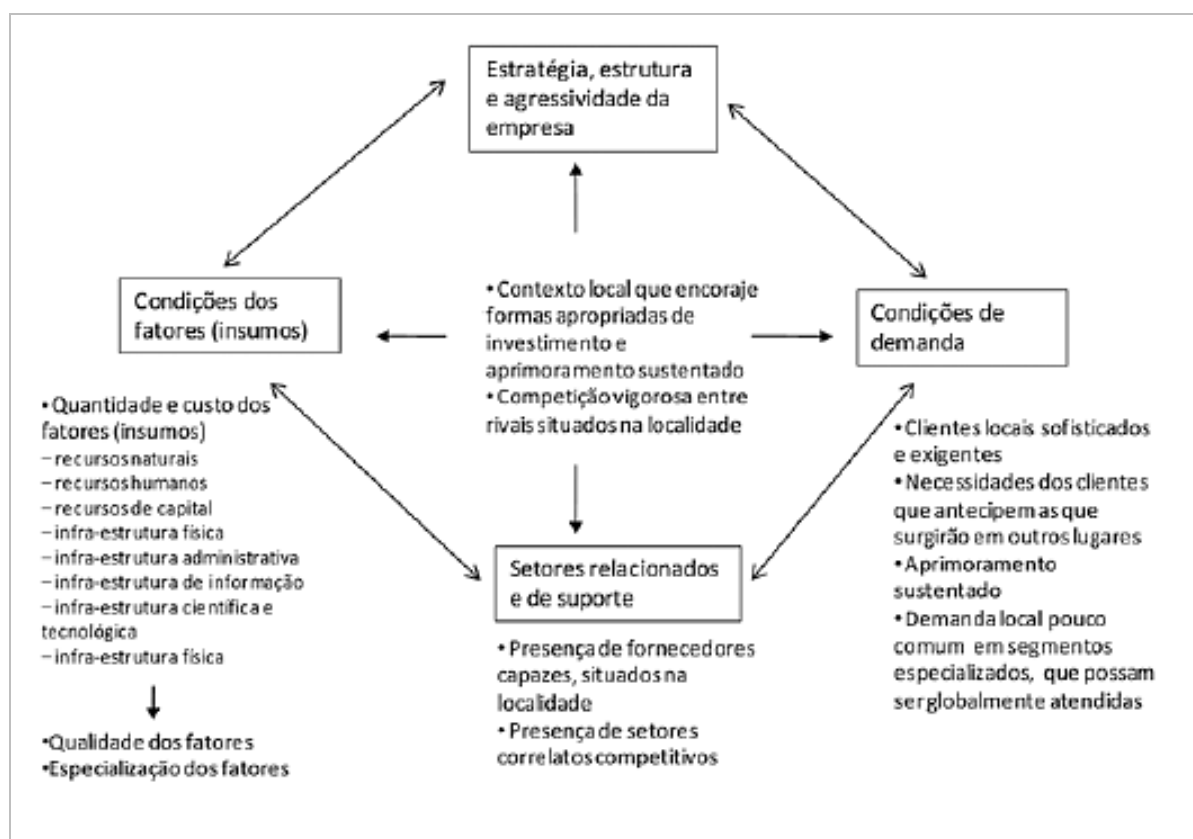 Estratégia, estrutura
e agressividade da
empresa
Condições dos
fatores (insumos)
• Contexto local que encoraje
formas apropriadas de
investimento e
aprimoramento sustentado
• Competição vigorosa entre
rivais situados na localidade
Condições de
demanda
• Quantidade e custo dos
fatores (insumos)
– recursos naturais
– recursos humanos
– recursos de capital
– infra-estrutura física
– infra-estrutura administrativa
– infra-estrutura de informação
– infra-estrutura científica e
tecnológica
– infra-estrutura física
• Qualidade dos fatores
• Especialização dos fatores
Setores relacionados
e de suporte
• Presença de fornecedores
capazes, situados na
localidade
• Presença de setores
correlatos competitivos
• Clientes locais sofisticados
e exigentes
• Necessidades dos clientes
que antecipem as que
surgirão em outros lugares
• Aprimoramento
sustentado
• Demanda local pouco
comum em segmentos
especializados, que possam
ser globalmente atendidas